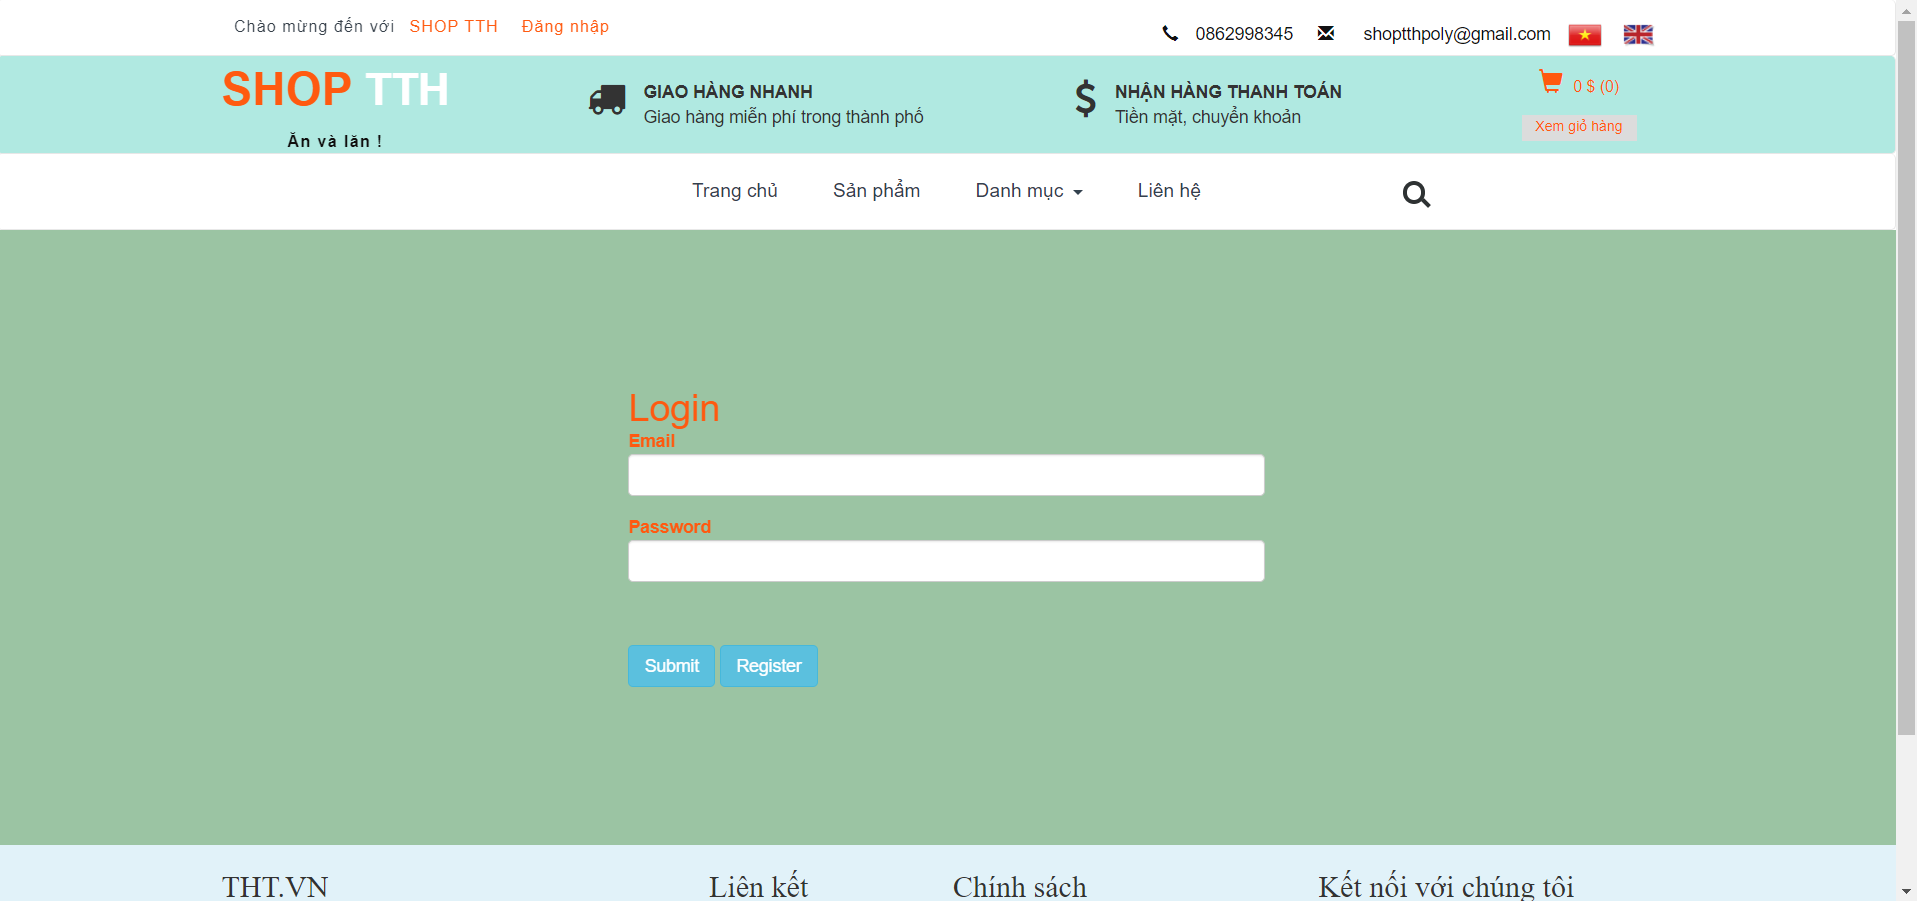 Chào mừng đến với SHOP TTH Đăng nhập
0862998345 shoptthpoly@gmail.com
SHOP TTH
Ăn và lăn !
GIAO HÀNG NHANH
Giao hàng miễn phí trong thành phố
NHẬN HÀNG THANH TOÁN
Tiền mặt, chuyển khoản
0 $ (0)
Xem giỏ hàng
Trang chủ Sản phẩm Danh mục Liên hệ
Login
Email
Password
Submit Register
THT.VN Liên kết Chính sách Kết nối với chúng tôi